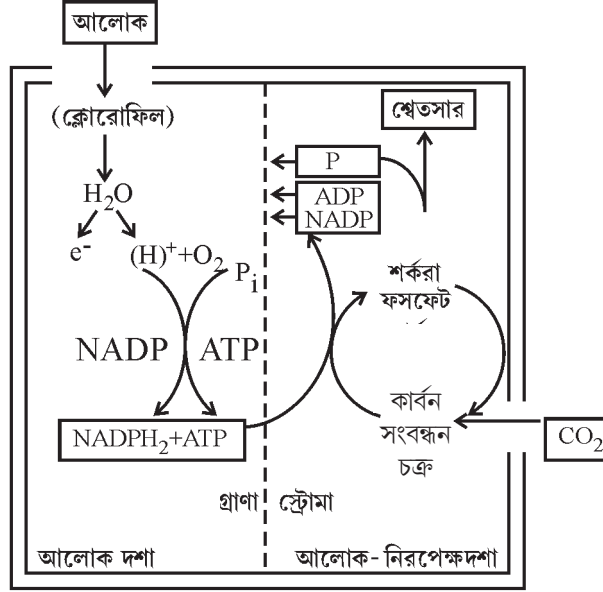 আলোক
(ক্লোরোফিল)
শ্বেতসার
P
ADP
NADP
H₂O
e⁻
(H)⁺+O₂
Pᵢ
শর্করা
ফসফেট
NADP
ATP
NADPH₂+ATP
কার্বন
সংবন্ধন
চক্র
CO₂
গ্রাণা
স্ট্রোমা
আলোক দশা
আলোক-নিরপেক্ষদশা